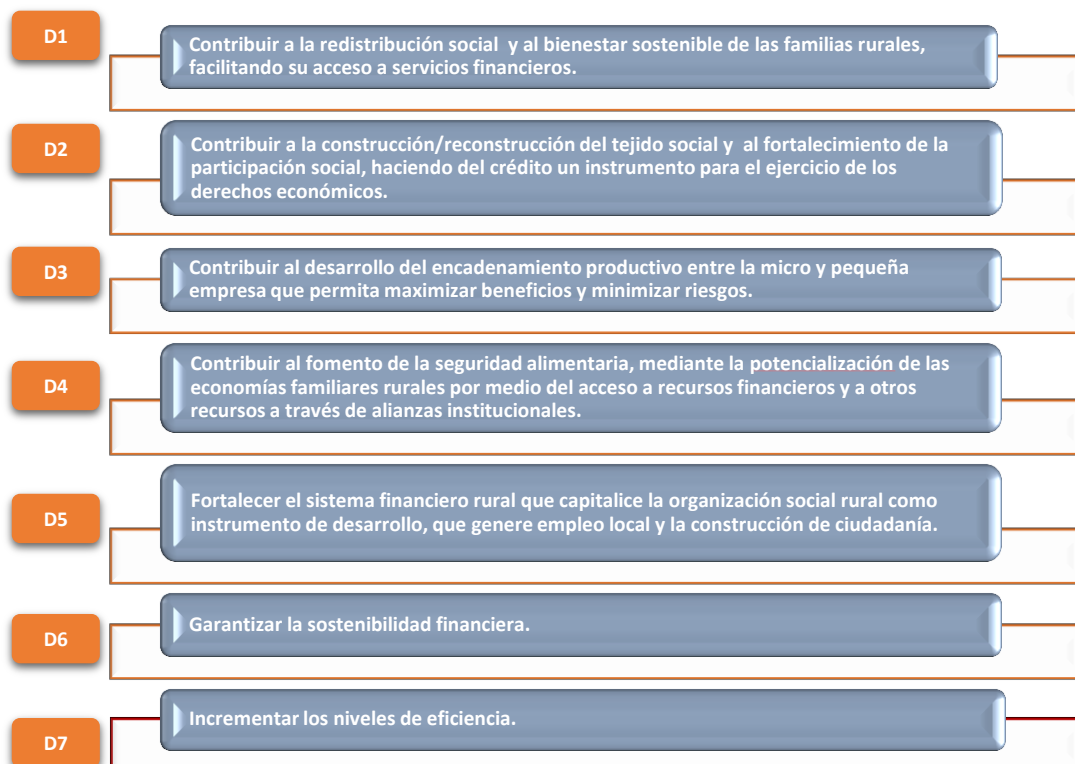 D1
Contribuir a la redistribución social y al bienestar sostenible de las familias rurales,
facilitando su acceso a servicios financieros.
D2
Contribuir a la construcción/reconstrucción del tejido social y al fortalecimiento de la
participación social, haciendo del crédito un instrumento para el ejercicio de los
derechos económicos.
D3
Contribuir al desarrollo del encadenamiento productivo entre la micro y pequeña
empresa que permita maximizar beneficios y minimizar riesgos.
D4
Contribuir al fomento de la seguridad alimentaria, mediante la potencialización de las
economías familiares rurales por medio del acceso a recursos financieros y a otros
recursos a través de alianzas institucionales.
D5
Fortalecer el sistema financiero rural que capitalice la organización social rural como
instrumento de desarrollo, que genere empleo local y la construcción de ciudadanía.
D6
Garantizar la sostenibilidad financiera.
D7
Incrementar los niveles de eficiencia.